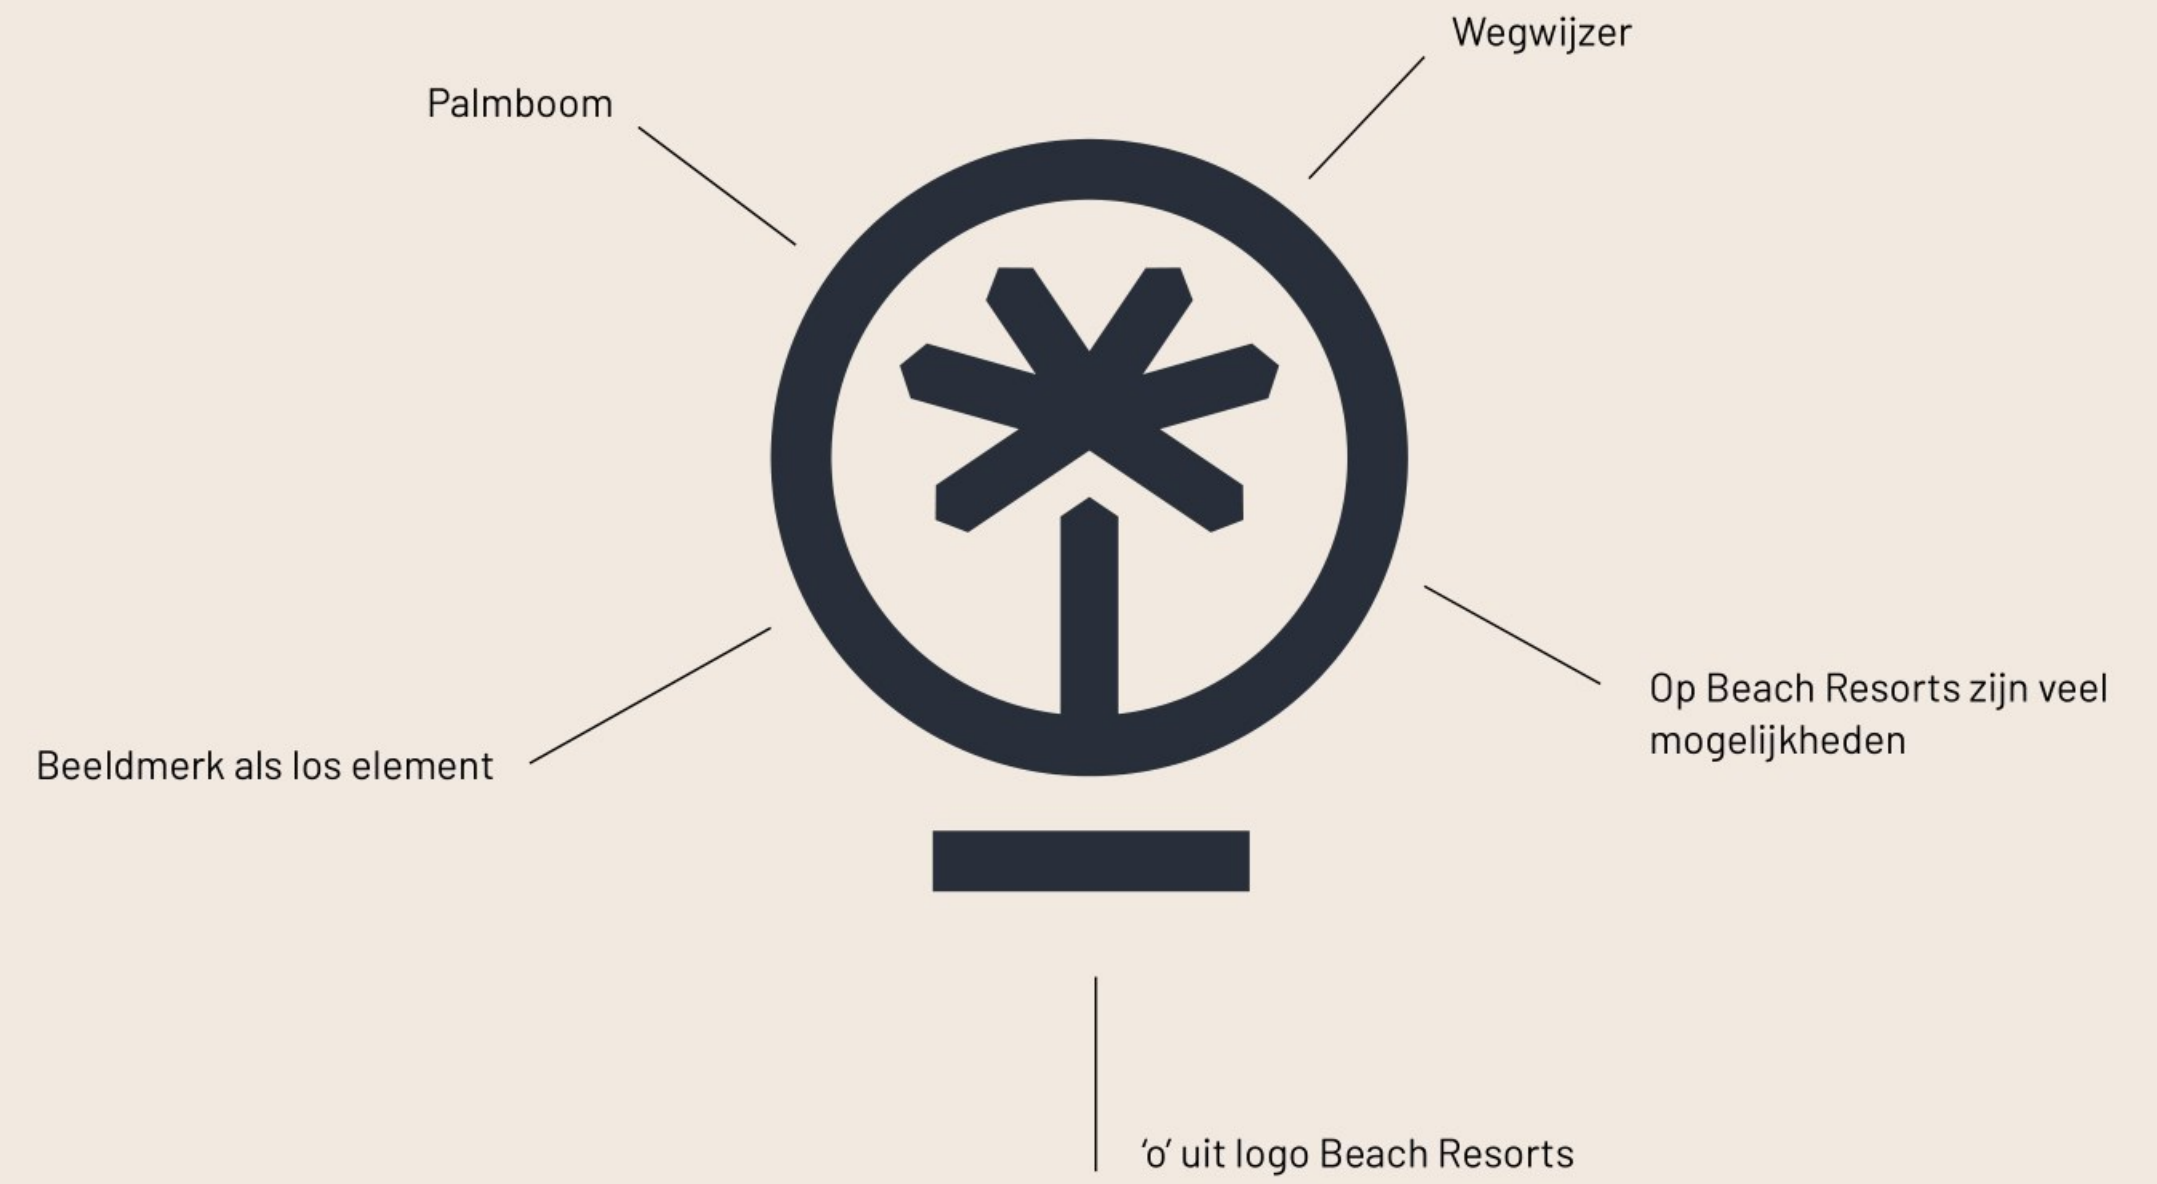 Wegwijzer
Palmboom
Op Beach Resorts zijn veel
mogelijkheden
Beeldmerk als los element
‘o’ uit logo Beach Resorts